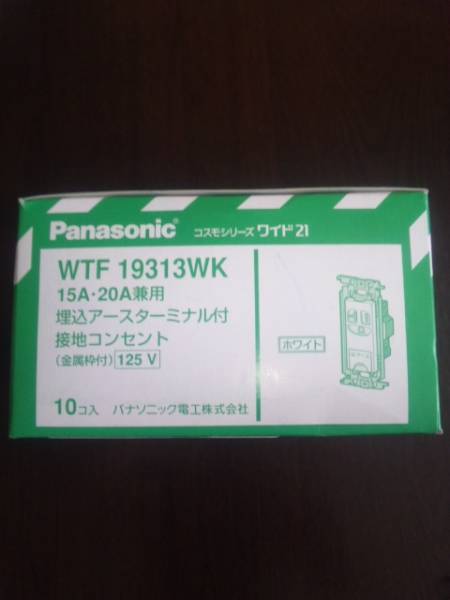 Panasonic® コスモシリーズ ワイド21
WTF 19313WK
15A・20A兼用
埋込アースターミナル付
接地コンセント
(金属枠付) 125 V
ホワイト
10コ入 パナソニック電工株式会社